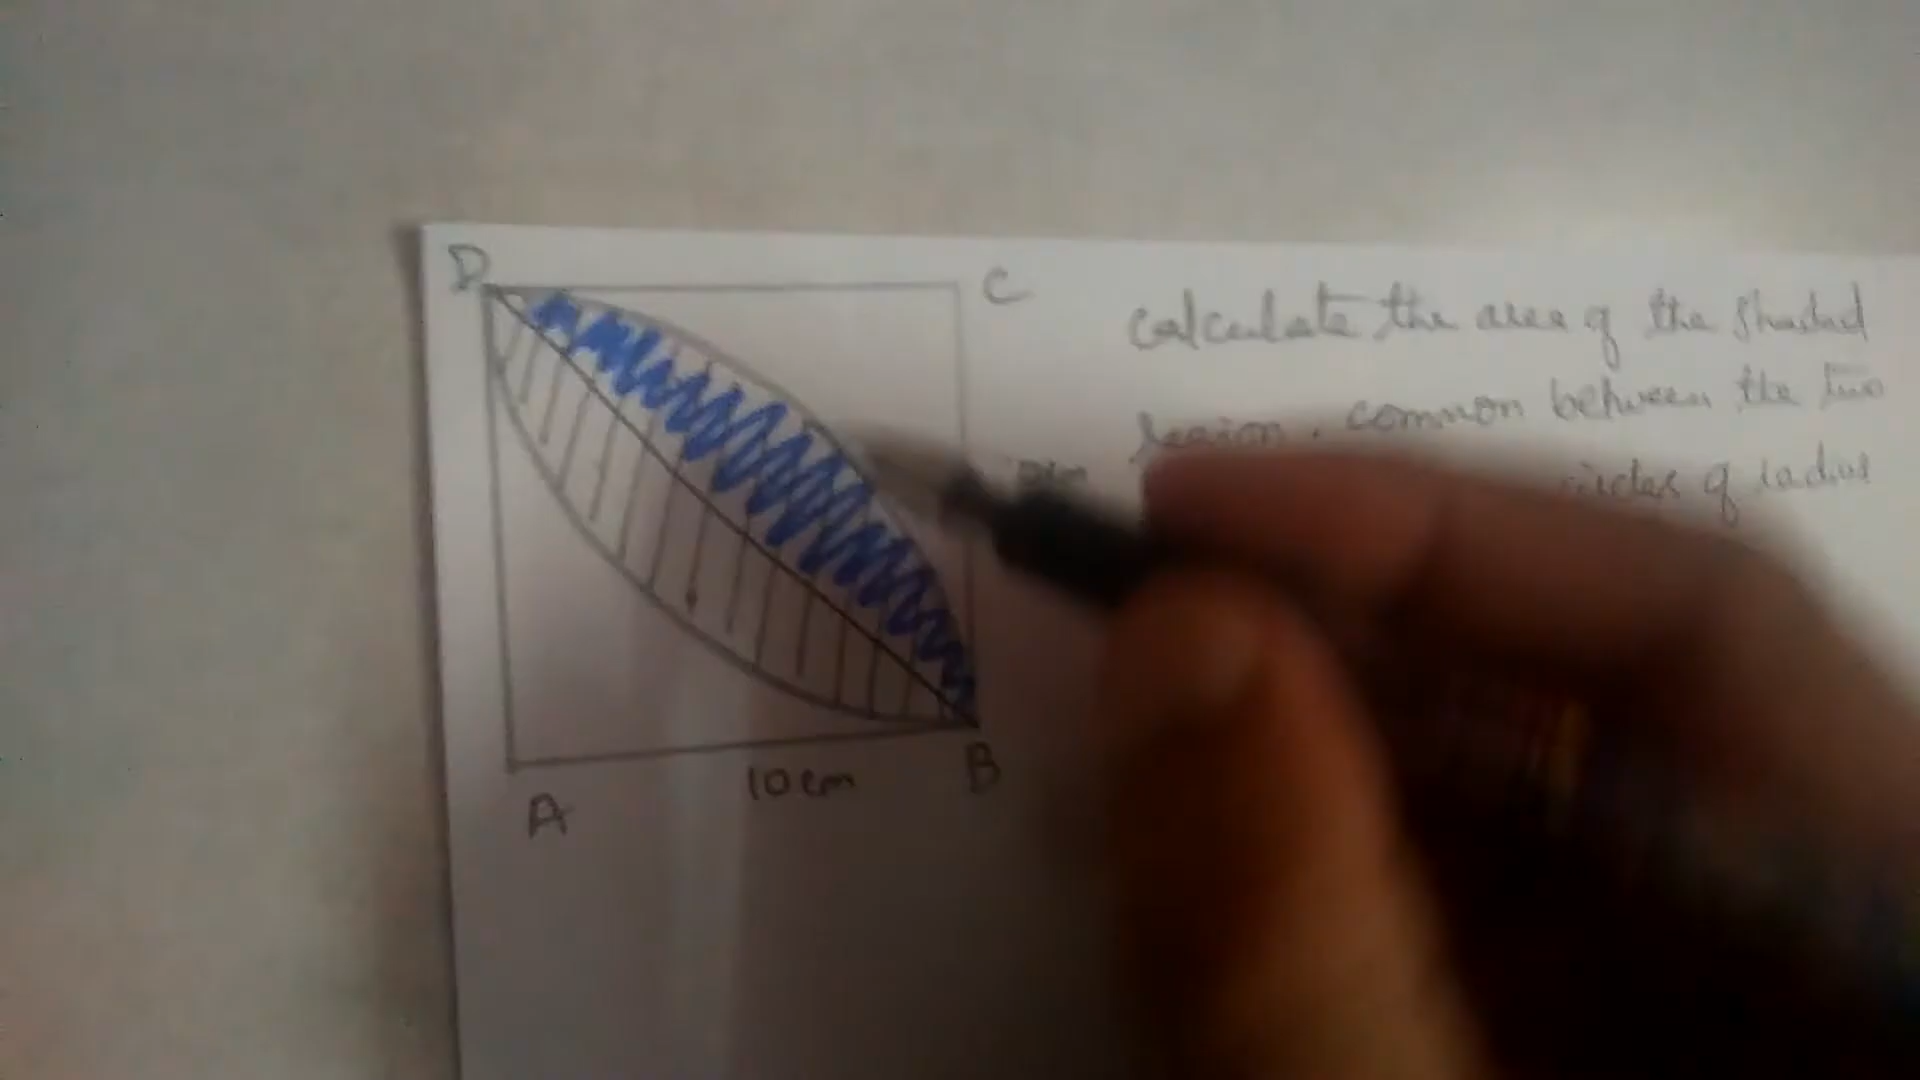 D
C
calculate the area of the shaded
region. common between the two
circles of radius
10 cm
B
A